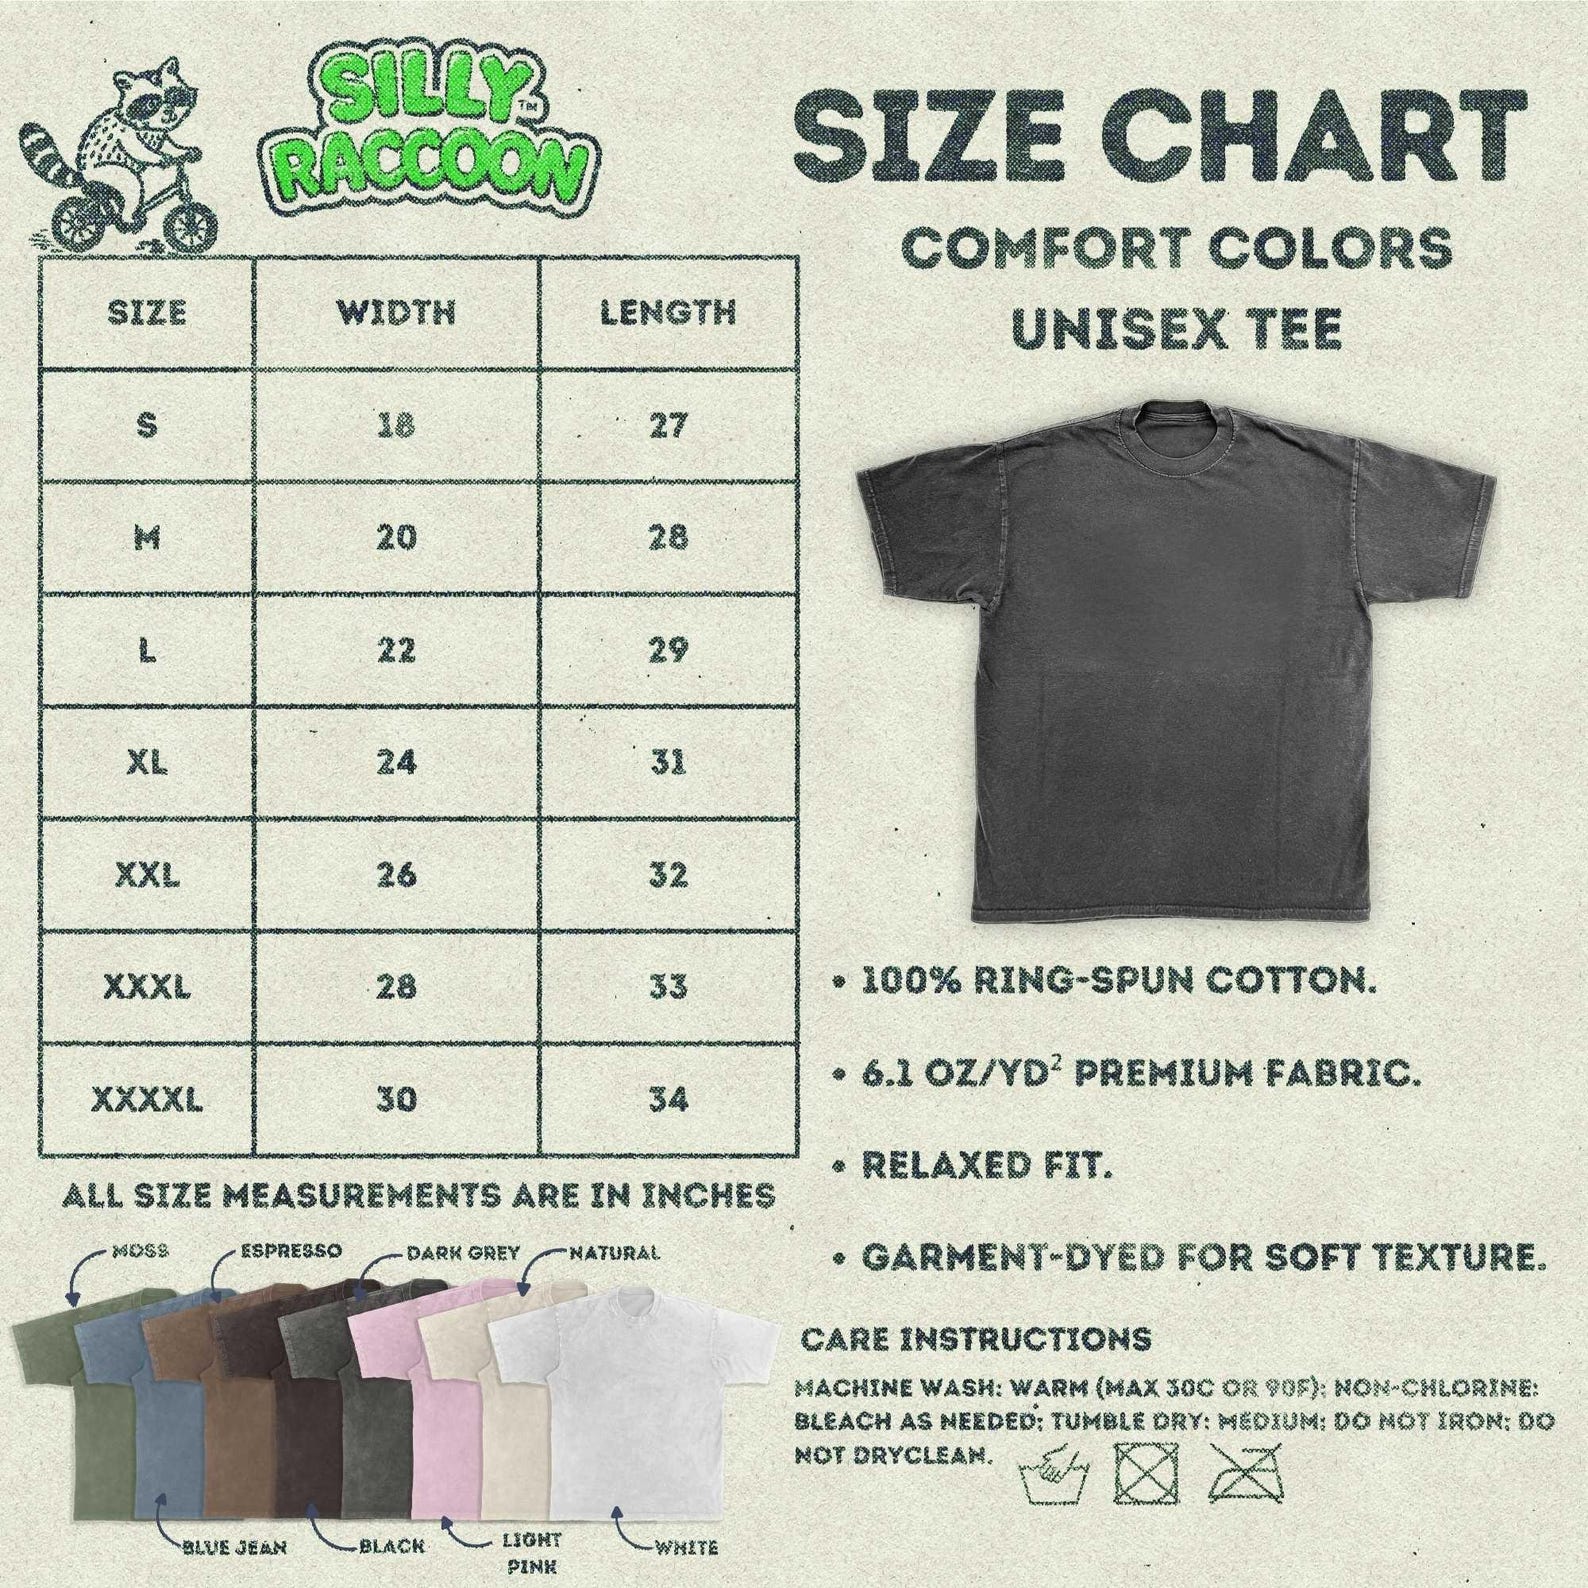 SILLY
RACCOON™
SIZE CHART
COMFORT COLORS
UNISEX TEE
SIZE WIDTH LENGTH
S 18 27
M 20 28
L 22 29
XL 24 31
XXL 26 32
XXXL 28 33
XXXXL 30 34
ALL SIZE MEASUREMENTS ARE IN INCHES
MOSS ESPRESSO DARK GREY NATURAL
BLUE JEAN BLACK LIGHT PINK WHITE
• 100% RING-SPUN COTTON.
• 6.1 OZ/YD² PREMIUM FABRIC.
• RELAXED FIT.
• GARMENT-DYED FOR SOFT TEXTURE.
CARE INSTRUCTIONS
MACHINE WASH: WARM (MAX 30C OR 90F); NON-CHLORINE:
BLEACH AS NEEDED; TUMBLE DRY: MEDIUM; DO NOT IRON; DO
NOT DRYCLEAN.